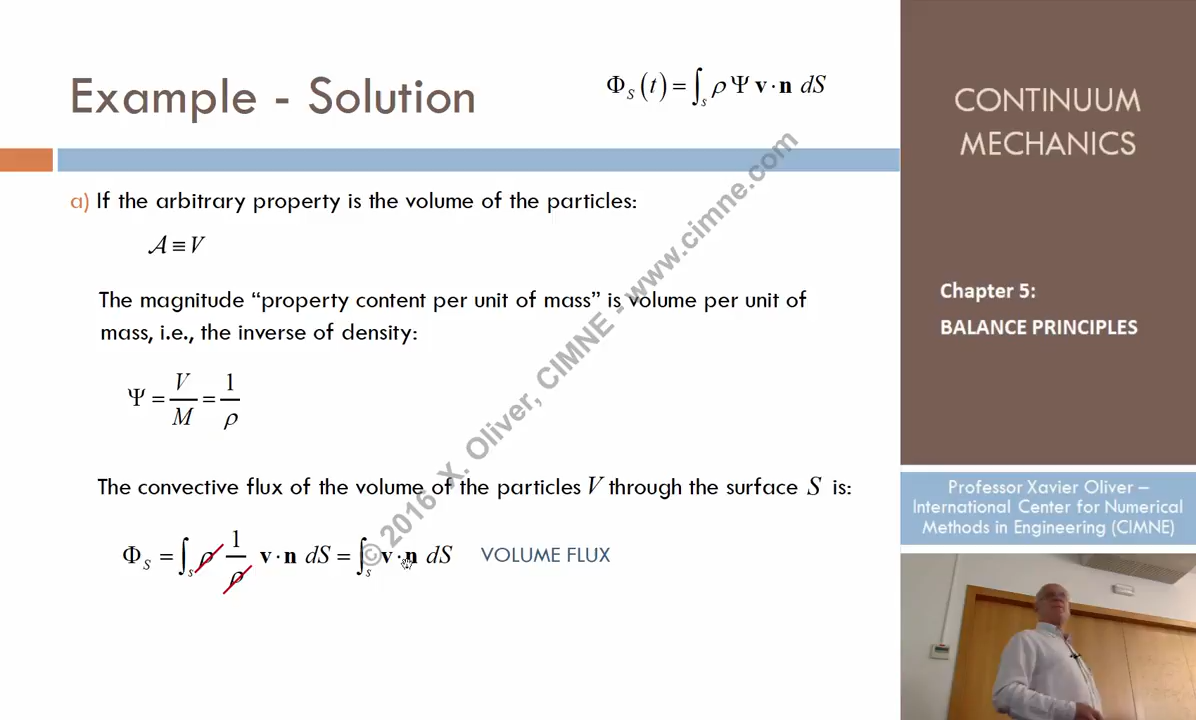 Example - Solution
Φ_S (t) = ∫_s ρ Ψ v · n dS
a) If the arbitrary property is the volume of the particles:
𝒜 ≡ V
The magnitude “property content per unit of mass” is volume per unit of
mass, i.e., the inverse of density:
Ψ = V/M = 1/ρ
The convective flux of the volume of the particles V through the surface S is:
Φ_S = ∫_s ρ 1/ρ v · n dS = ∫_s v · n dS VOLUME FLUX
© 2016 X. Oliver, CIMNE - www.cimne.com
CONTINUUM
MECHANICS
Chapter 5:
BALANCE PRINCIPLES
Professor Xavier Oliver –
International Center for Numerical
Methods in Engineering (CIMNE)